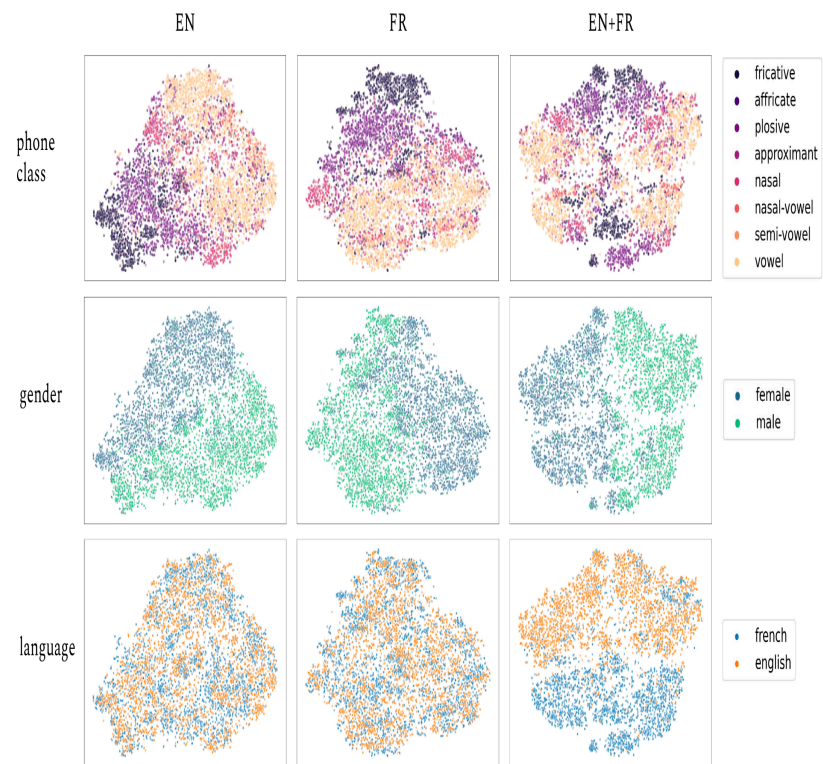 EN
FR
EN+FR
phone
class
fricative
affricate
plosive
approximant
nasal
nasal-vowel
semi-vowel
vowel
gender
female
male
language
french
english